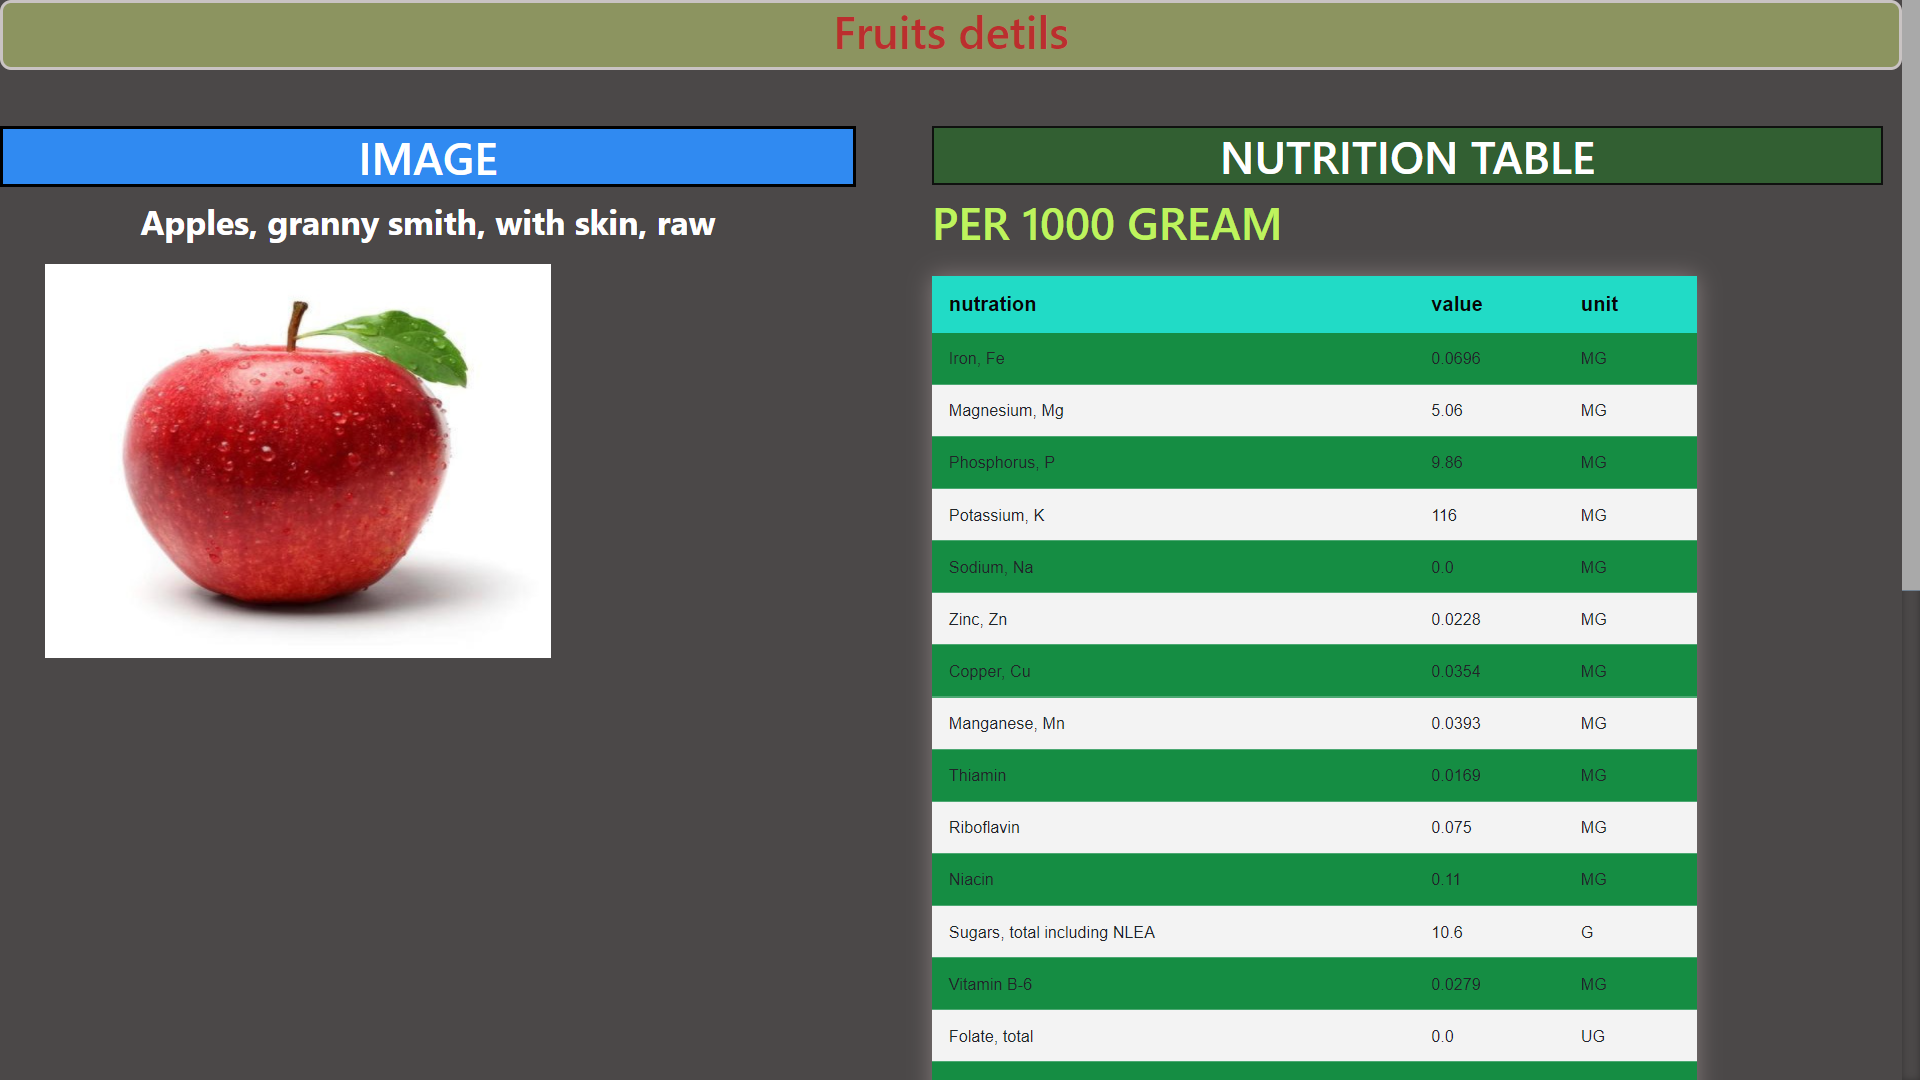 Fruits detils
IMAGE
Apples, granny smith, with skin, raw
NUTRITION TABLE
PER 1000 GREAM
nutration value unit
Iron, Fe 0.0696 MG
Magnesium, Mg 5.06 MG
Phosphorus, P 9.86 MG
Potassium, K 116 MG
Sodium, Na 0.0 MG
Zinc, Zn 0.0228 MG
Copper, Cu 0.0354 MG
Manganese, Mn 0.0393 MG
Thiamin 0.0169 MG
Riboflavin 0.075 MG
Niacin 0.11 MG
Sugars, total including NLEA 10.6 G
Vitamin B-6 0.0279 MG
Folate, total 0.0 UG